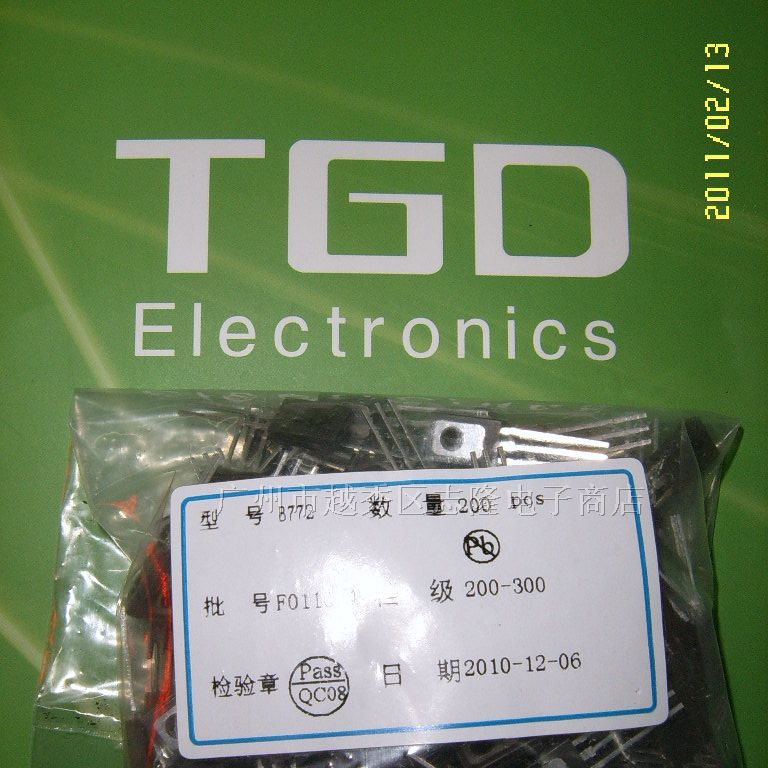 2011/02/13
TGD
Electronics
广州市越秀区志隆电子商店
型 号 B772 数 量 200 pcs
Pb
批 号 级 200-300
检验章 Pass QC08 日 期 2010-12-06